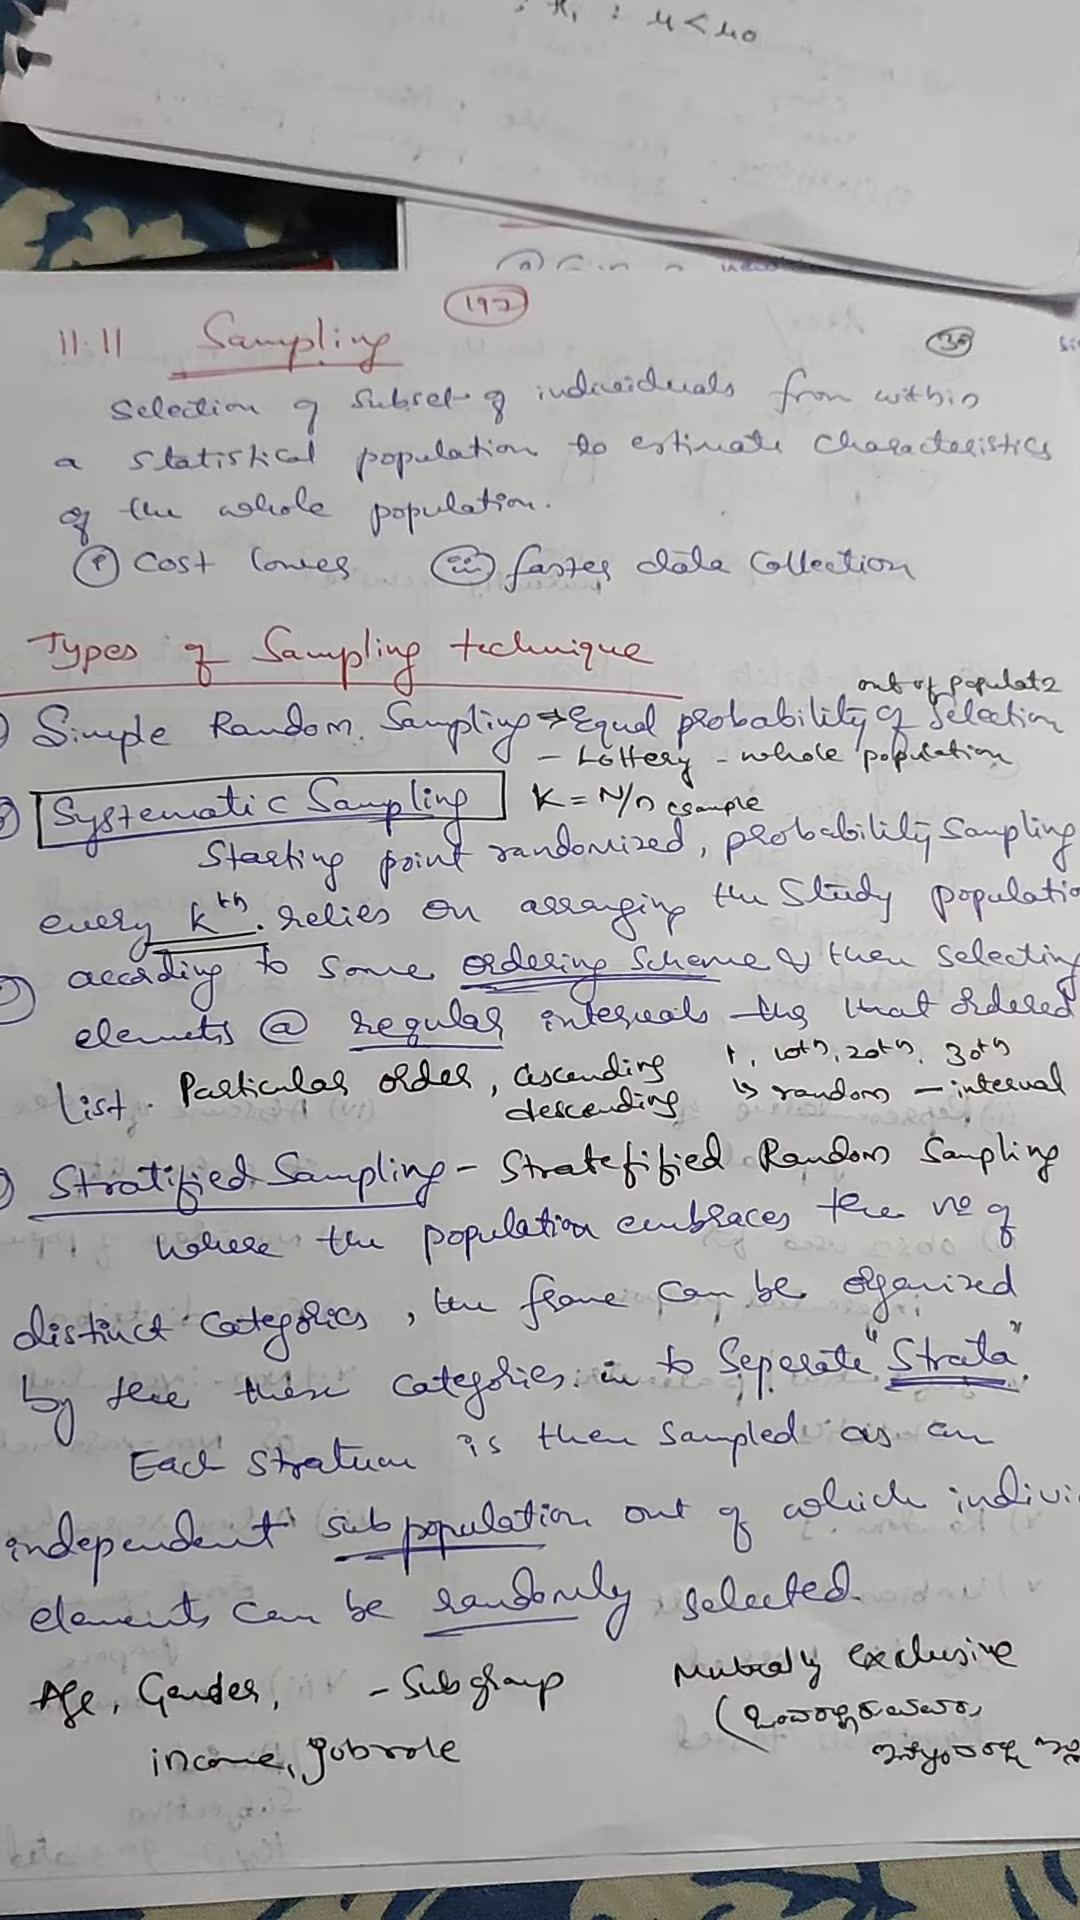 H₁ : μ < μ0
197
11.11 Sampling
39
Selection of subset of individuals from within
a statistical population to estimate characteristics
of the whole population.
(i) Cost lower (ii) faster data collection
Types of Sampling technique
out of populat
Simple Random Sampling → Equal probability of Selection
- Lottery - whole population
Systematic Sampling K = N/n (sample
Starting point randomized, probability Sampling
every kth. relies on arranging the Study populatio
according to some ordering scheme & then selecting
elements @ regular intervals that ordered
list. Particular order, ascending 1, 10th, 20th, 30th
descending ↳ random - interval
Stratified Sampling - Stratefified Random Sampling
where the population embraces the no of
distinct categories, the frame can be organized
by the these categories in to Seperate "Strata".
Each stratum is then sampled as an
independent sub population out of which indivi
elements can be randomly selected.
Age, Gender, - Subgroup Mutually exclusive
income, jobrole